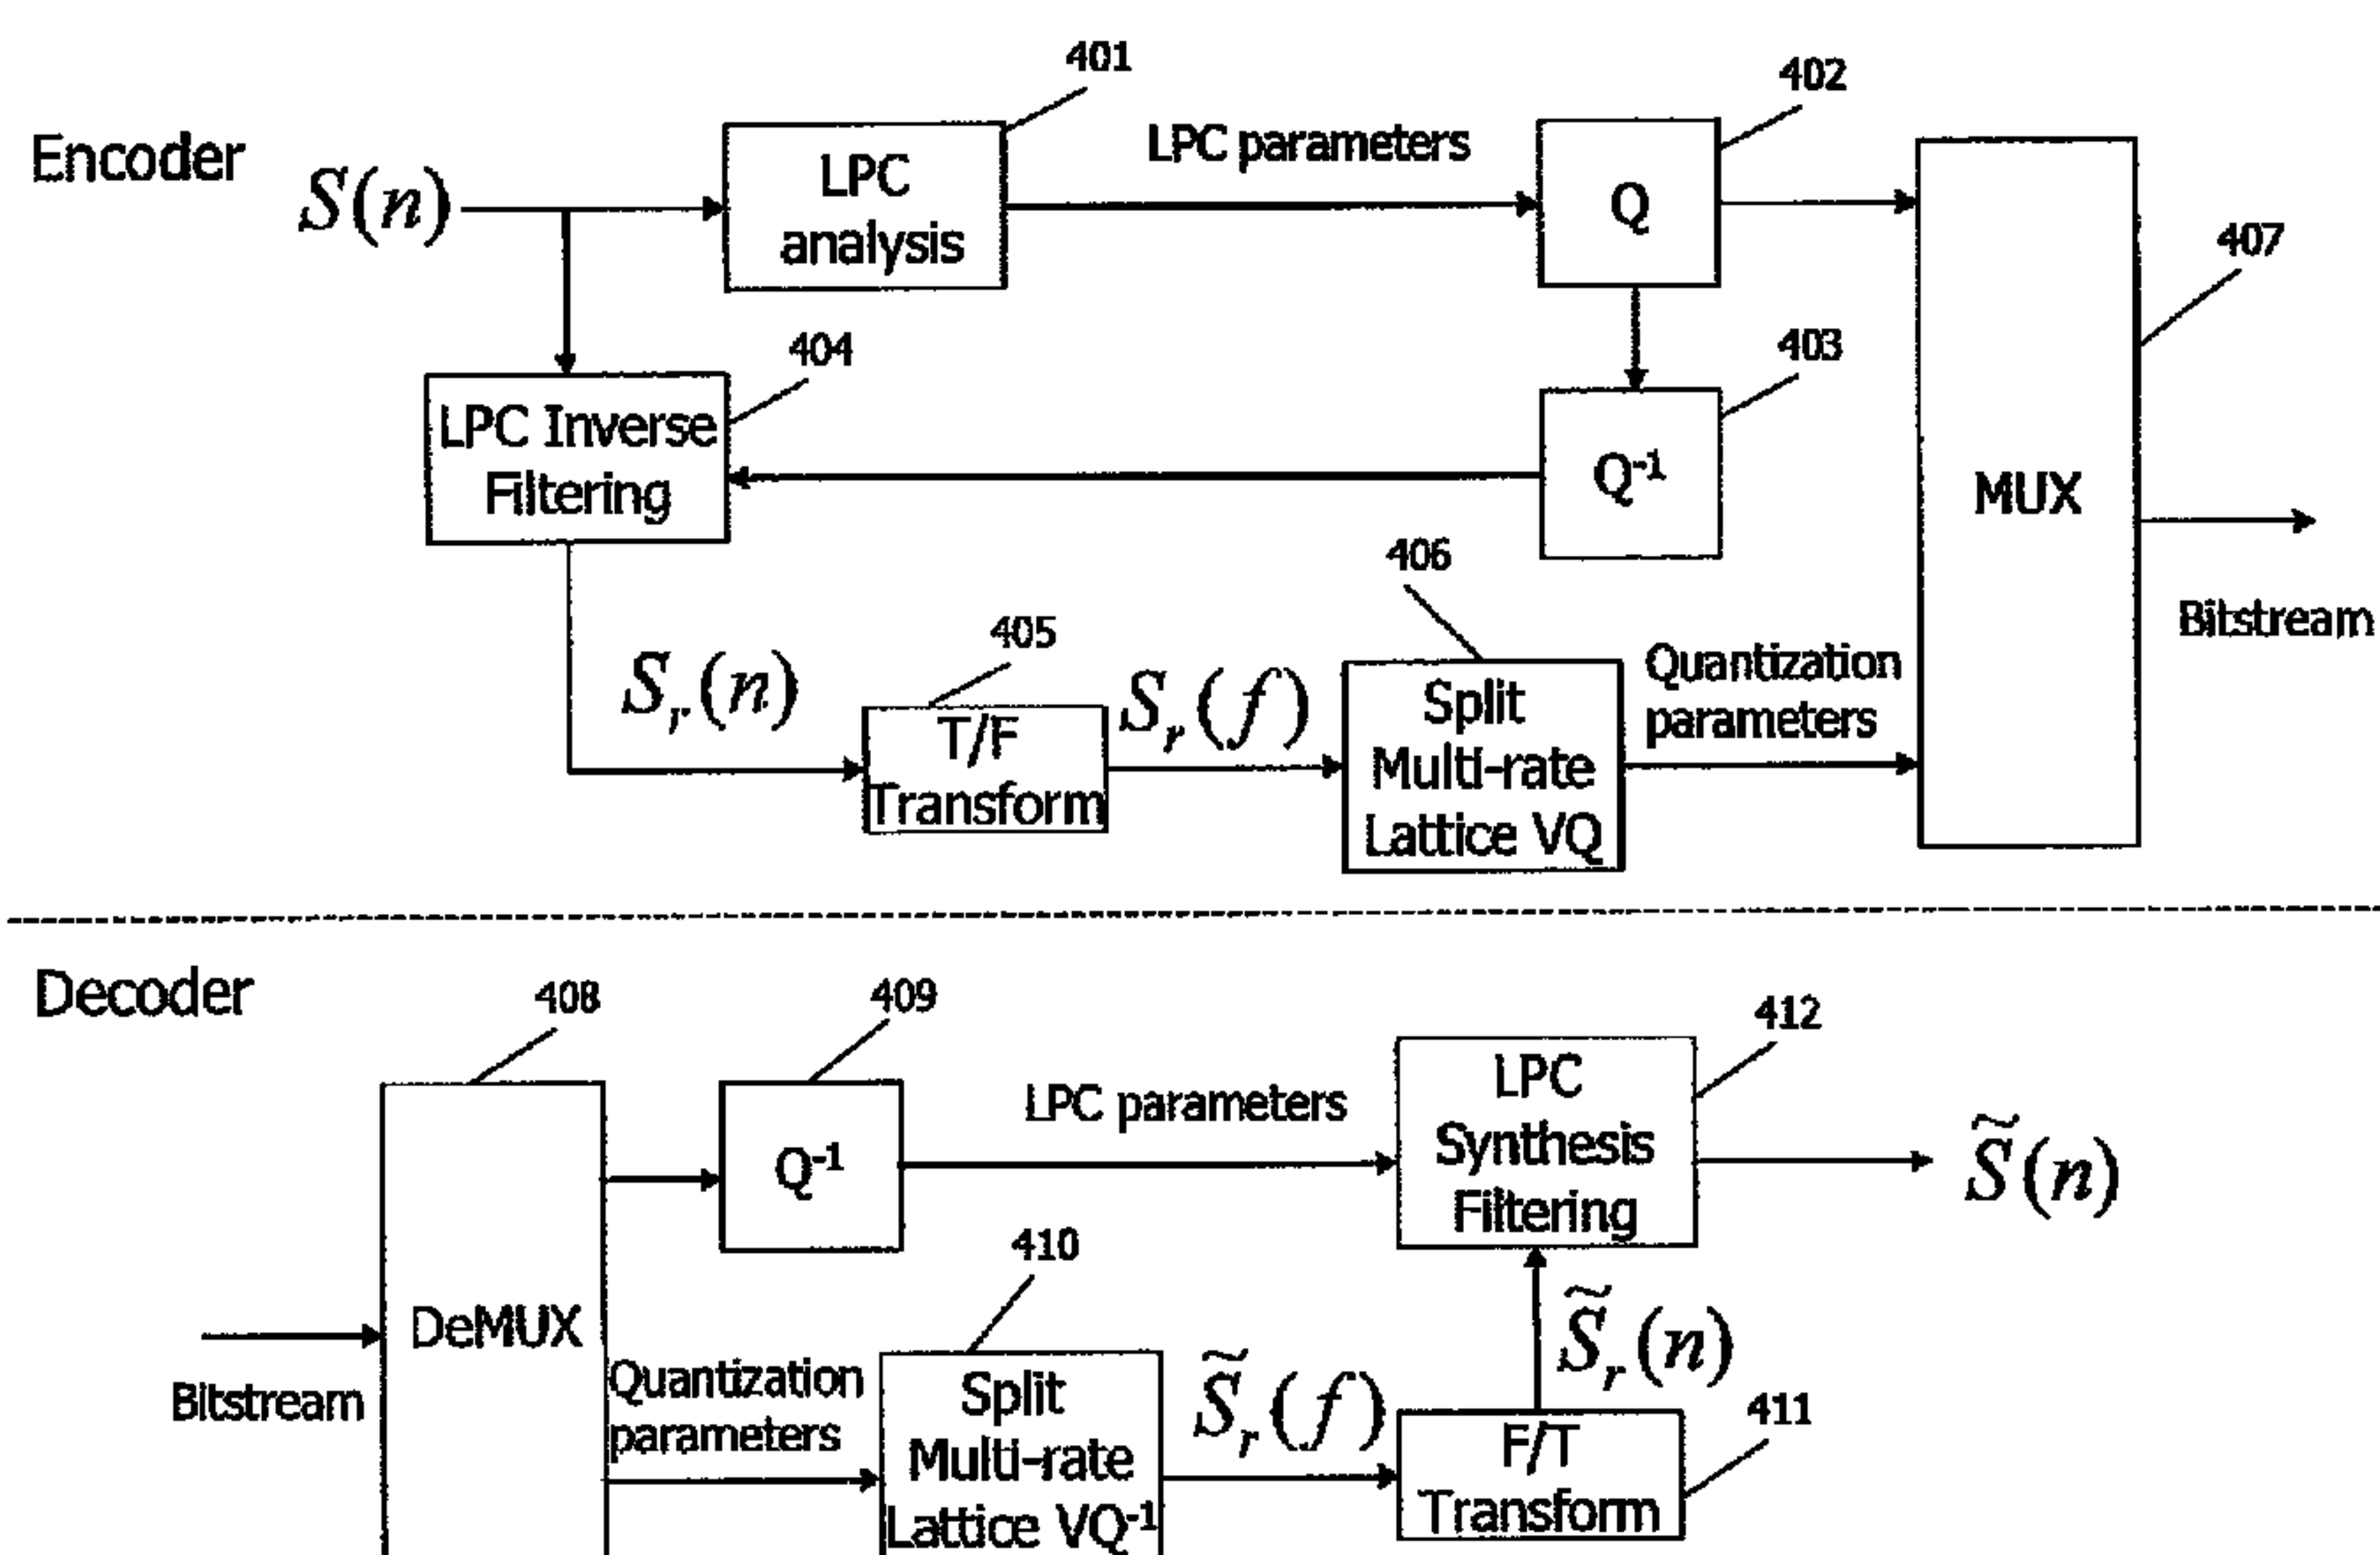 Encoder
S(n)
401
LPC
analysis
LPC parameters
402
Q
407
MUX
Bitstream
404
LPC Inverse
Filtering
403
Q⁻¹
Sᵣ(n)
405
T/F
Transform
Sᵣ(f)
406
Split
Multi-rate
Lattice VQ
Quantization
parameters
Decoder
408
DeMUX
Bitstream
409
Q⁻¹
LPC parameters
412
LPC
Synthesis
Filtering
S̃(n)
Quantization
parameters
410
Split
Multi-rate
Lattice VQ⁻¹
S̃ᵣ(f)
S̃ᵣ(n)
411
F/T
Transform